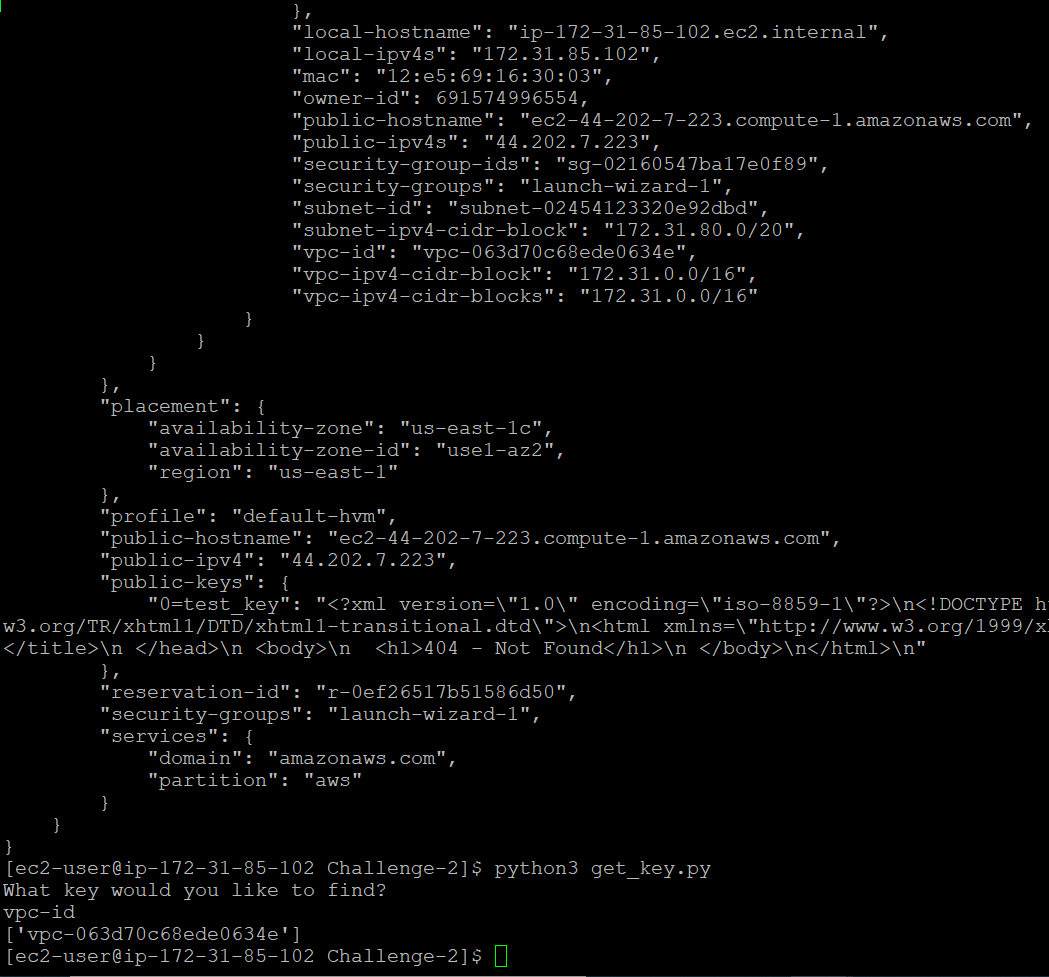 },
"local-hostname": "ip-172-31-85-102.ec2.internal",
"local-ipv4s": "172.31.85.102",
"mac": "12:e5:69:16:30:03",
"owner-id": 691574996554,
"public-hostname": "ec2-44-202-7-223.compute-1.amazonaws.com",
"public-ipv4s": "44.202.7.223",
"security-group-ids": "sg-02160547ba17e0f89",
"security-groups": "launch-wizard-1",
"subnet-id": "subnet-02454123320e92dbd",
"subnet-ipv4-cidr-block": "172.31.80.0/20",
"vpc-id": "vpc-063d70c68ede0634e",
"vpc-ipv4-cidr-block": "172.31.0.0/16",
"vpc-ipv4-cidr-blocks": "172.31.0.0/16"
}
}
}
},
"placement": {
"availability-zone": "us-east-1c",
"availability-zone-id": "use1-az2",
"region": "us-east-1"
},
"profile": "default-hvm",
"public-hostname": "ec2-44-202-7-223.compute-1.amazonaws.com",
"public-ipv4": "44.202.7.223",
"public-keys": {
"0=test_key": "<?xml version=\"1.0\" encoding=\"iso-8859-1\"?>\n<!DOCTYPE h
w3.org/TR/xhtml1/DTD/xhtml1-transitional.dtd\">\n<html xmlns=\"http://www.w3.org/1999/x
</title>\n </head>\n <body>\n  <h1>404 - Not Found</h1>\n </body>\n</html>\n"
},
"reservation-id": "r-0ef26517b51586d50",
"security-groups": "launch-wizard-1",
"services": {
"domain": "amazonaws.com",
"partition": "aws"
}
}
}
[ec2-user@ip-172-31-85-102 Challenge-2]$ python3 get_key.py
What key would you like to find?
vpc-id
['vpc-063d70c68ede0634e']
[ec2-user@ip-172-31-85-102 Challenge-2]$